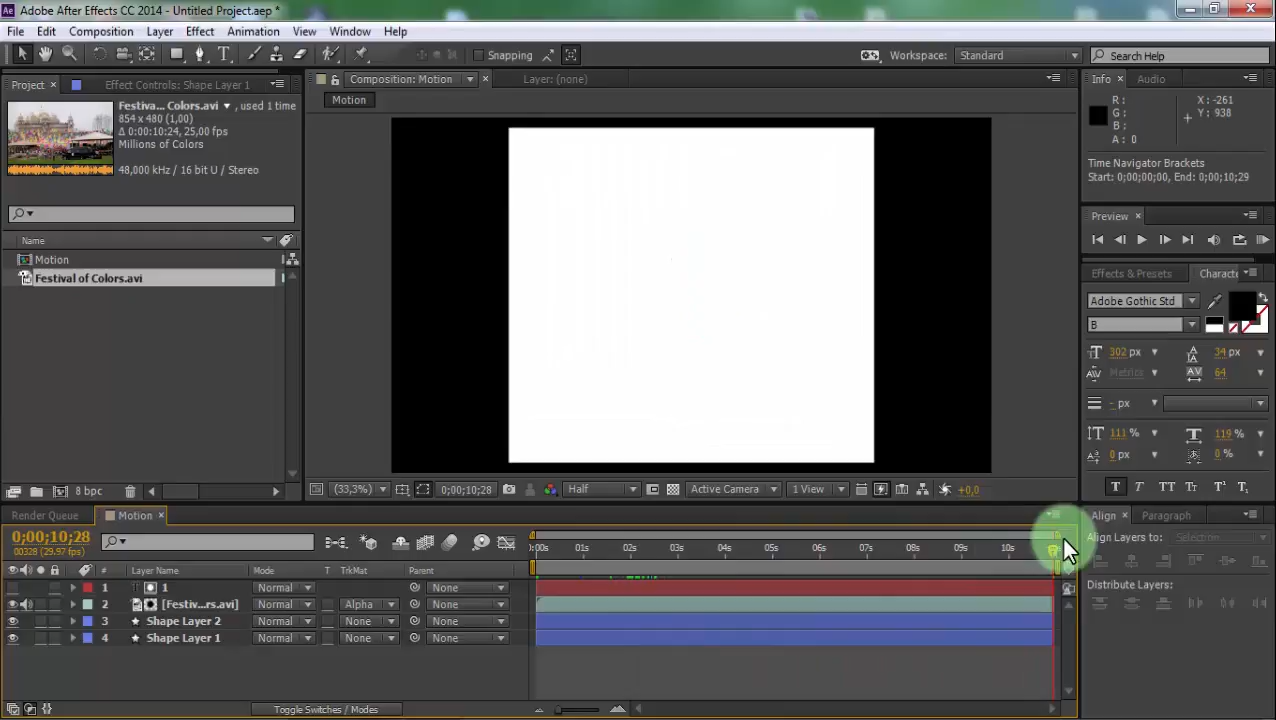 Adobe After Effects CC 2014 - Untitled Project.aep *
File Edit Composition Layer Effect Animation View Window Help
Snapping
Workspace: Standard
Search Help
Project Effect Controls: Shape Layer 1
Composition: Motion
Layer: (none)
Motion
Festiva... Colors.avi , used 1 time
854 x 480 (1,00)
Δ 0:00:10:24, 25,00 fps
Millions of Colors
48,000 kHz / 16 bit U / Stereo
Name
Motion
Festival of Colors.avi
8 bpc
(33,3%)
0;00;10;28
Half
Active Camera
1 View
+0,0
Info
Audio
R :
G :
B :
A : 0
X : -261
Y : 938
Time Navigator Brackets
Start: 0;00;00;00, End: 0;00;10;29
Preview
Effects & Presets
Characte
Adobe Gothic Std
B
302 px
34 px
Metrics
64
- px
111 %
119 %
0 px
0 %
T T TT Tr T¹ T₁
Render Queue
Motion
0;00;10;28
00328 (29.97 fps)
:00s 01s 02s 03s 04s 05s 06s 07s 08s 09s 10s
# Layer Name Mode T TrkMat Parent
1 T 1 Normal None
2 [Festiv...rs.avi] Normal Alpha None
3 Shape Layer 2 Normal None None
4 Shape Layer 1 Normal None None
Toggle Switches / Modes
Align
Paragraph
Align Layers to: Selection
Distribute Layers: